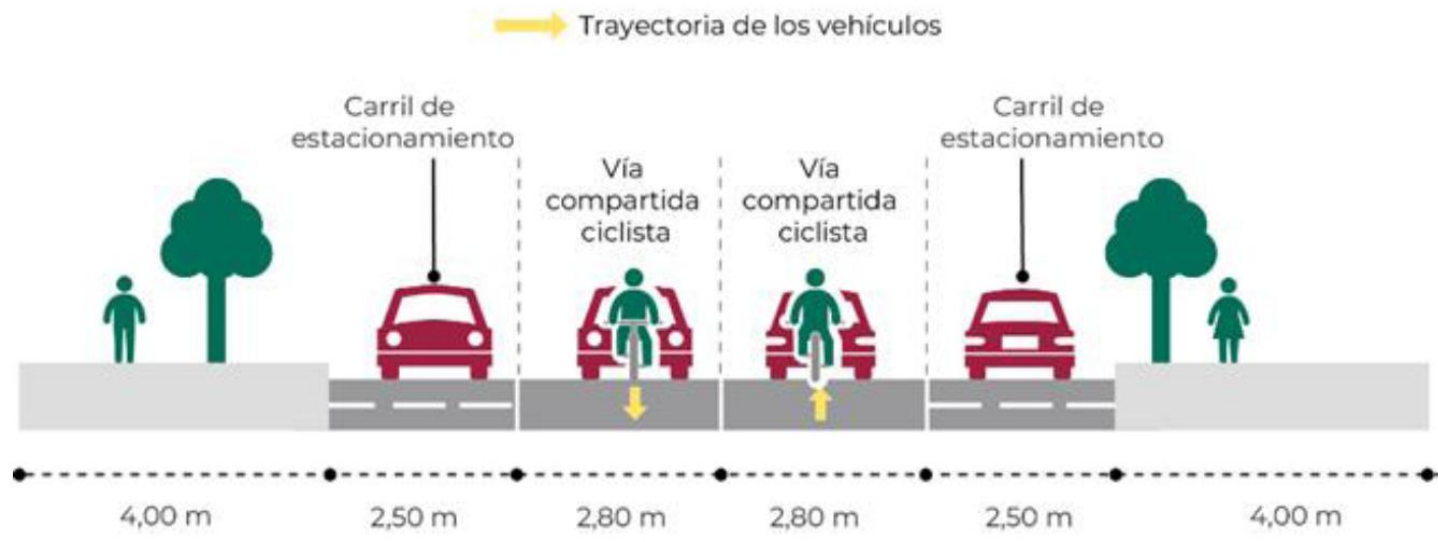 Trayectoria de los vehículos
Carril de
estacionamiento
Vía
compartida
ciclista
Vía
compartida
ciclista
Carril de
estacionamiento
4,00 m
2,50 m
2,80 m
2,80 m
2,50 m
4,00 m